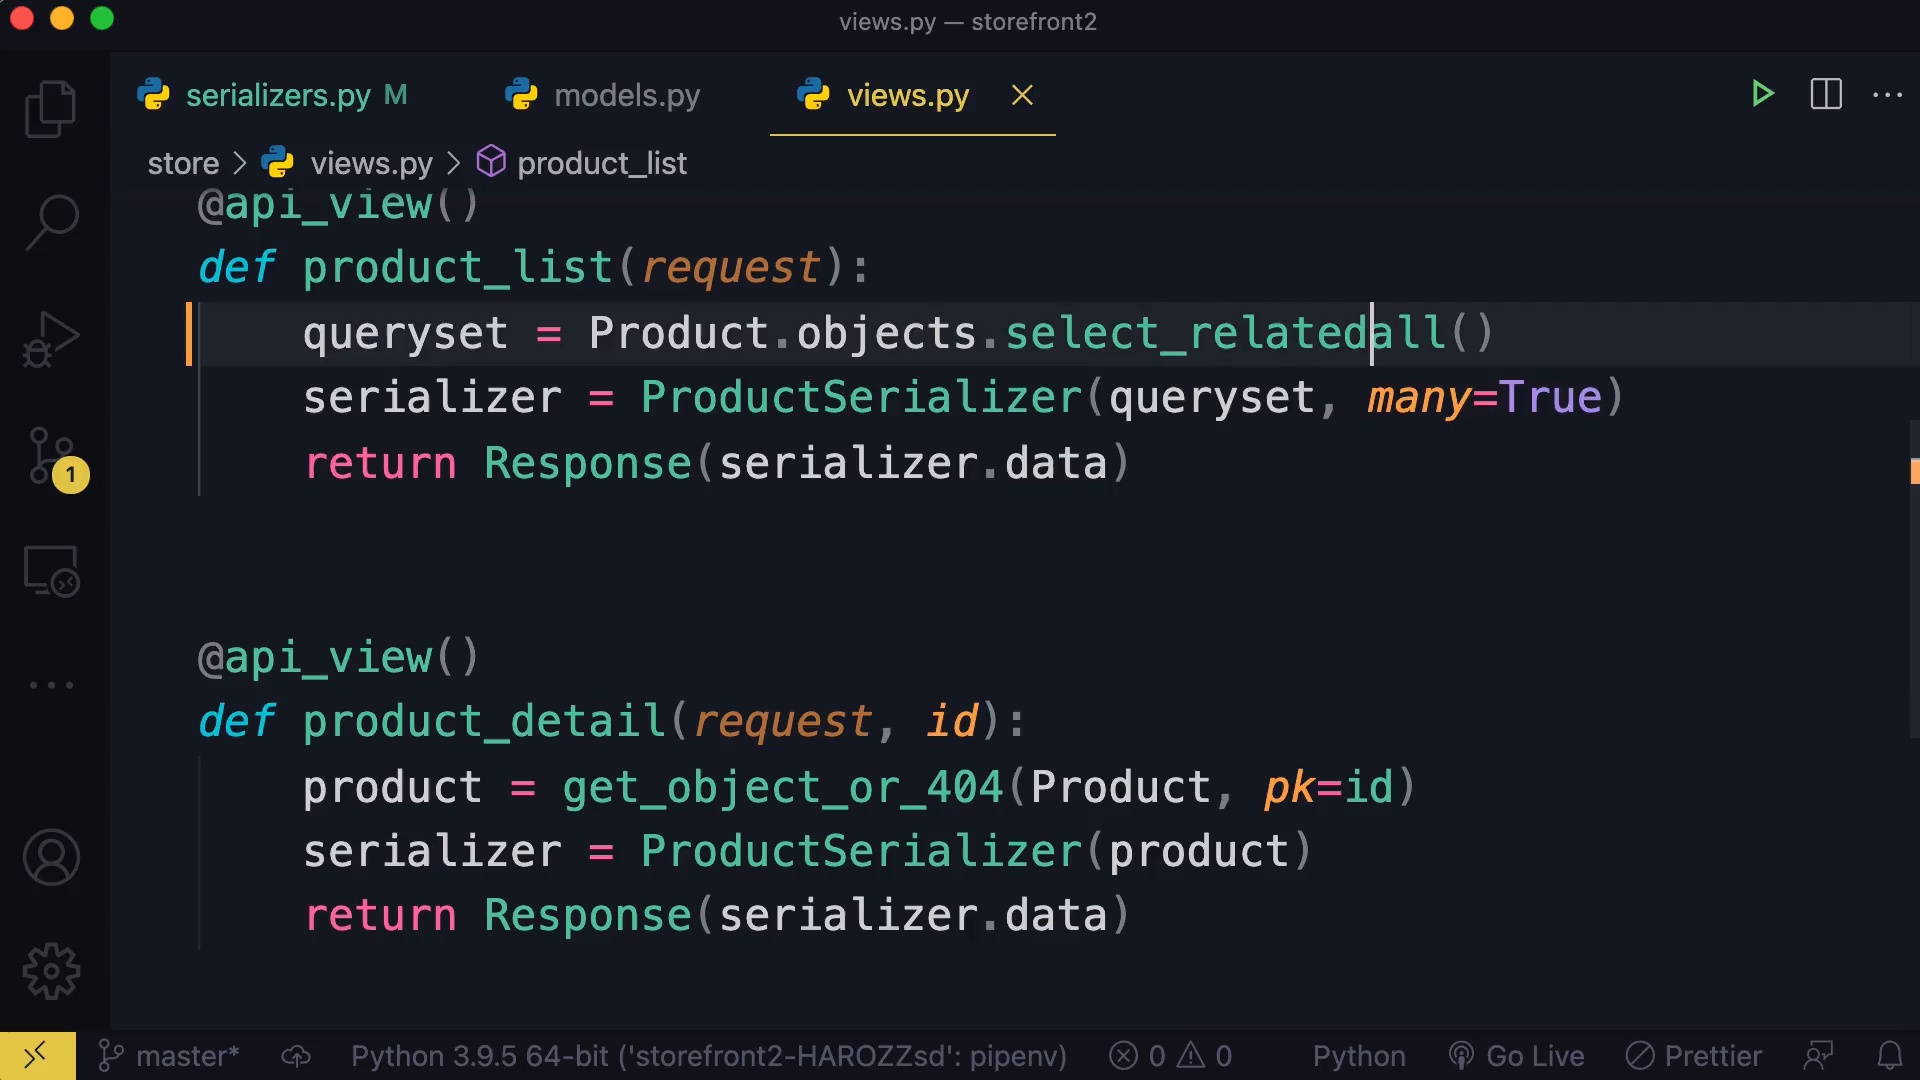 views.py — storefront2
serializers.py M
models.py
views.py
store > views.py > product_list
@api_view()
def product_list(request):
    queryset = Product.objects.select_relatedall()
    serializer = ProductSerializer(queryset, many=True)
    return Response(serializer.data)
@api_view()
def product_detail(request, id):
    product = get_object_or_404(Product, pk=id)
    serializer = ProductSerializer(product)
    return Response(serializer.data)
1
master* Python 3.9.5 64-bit ('storefront2-HAROZZsd': pipenv) 0 0 Python Go Live Prettier